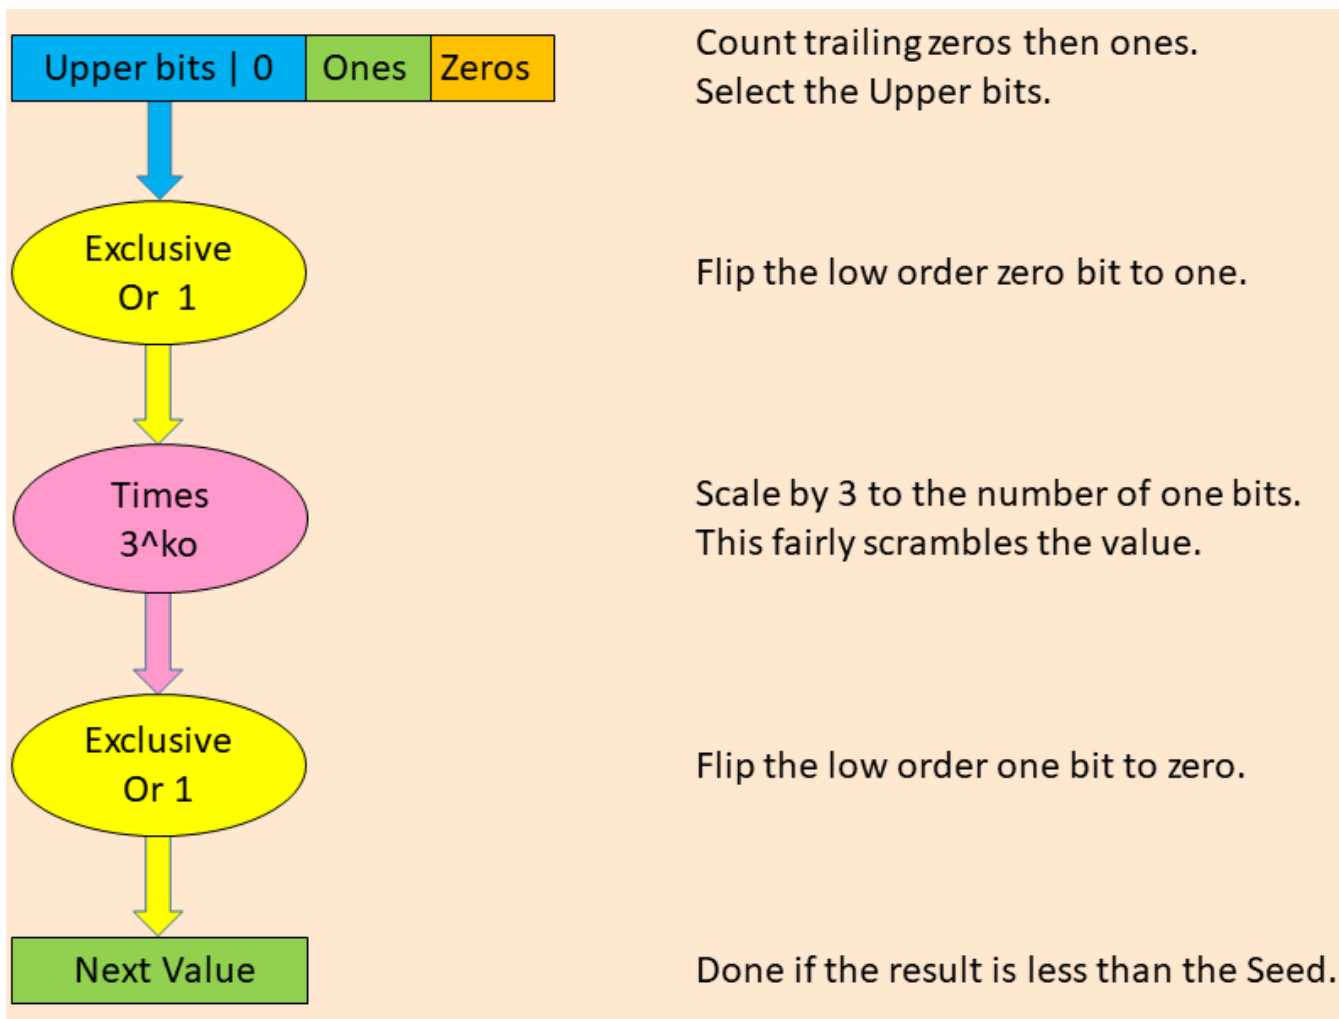 Upper bits | 0 Ones Zeros
Count trailing zeros then ones.
Select the Upper bits.
Exclusive
Or 1
Flip the low order zero bit to one.
Times
3^ko
Scale by 3 to the number of one bits.
This fairly scrambles the value.
Exclusive
Or 1
Flip the low order one bit to zero.
Next Value
Done if the result is less than the Seed.